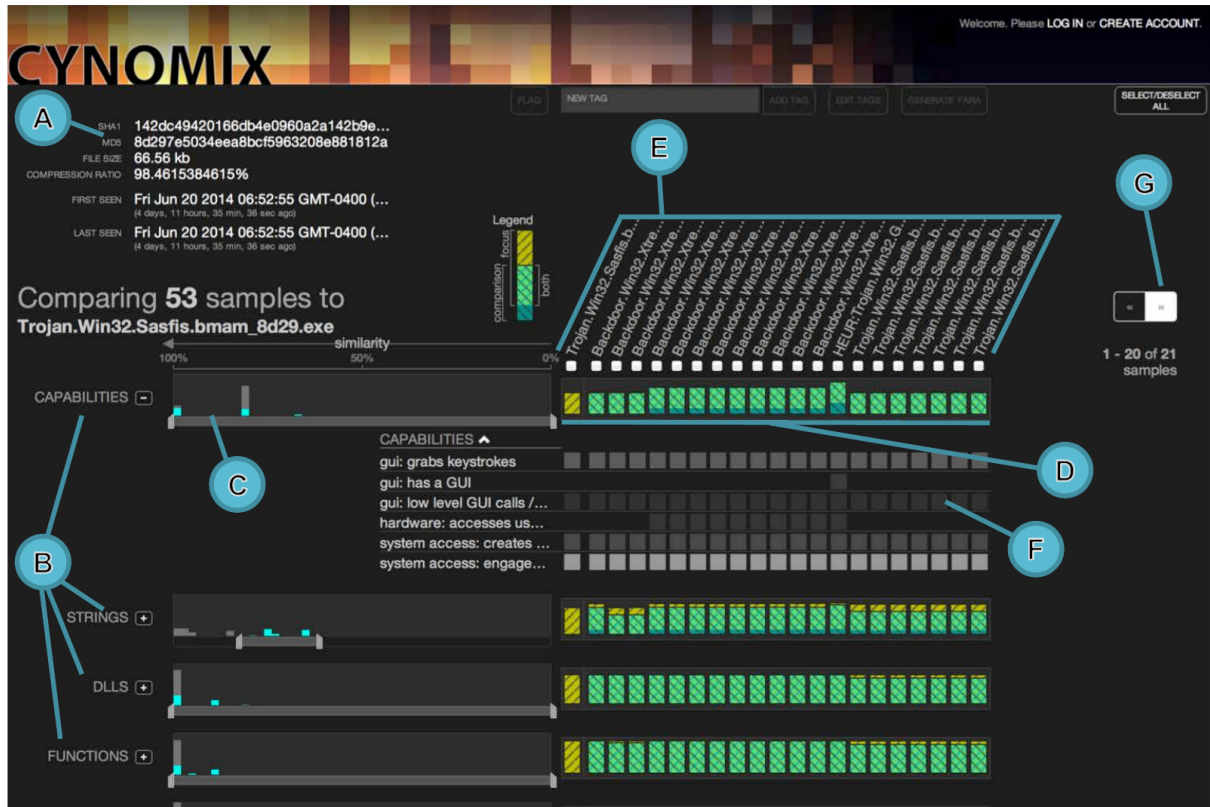 Welcome. Please LOG IN or CREATE ACCOUNT.
CYNOMIX
FLAG
NEW TAG
ADD TAG
EDIT TAGS
GENERATE YARA
SELECT/DESELECT ALL
A
SHA1 142dc49420166db4e0960a2a142b9e...
MD5 8d297e5034eea8bcf5963208e881812a
FILE SIZE 66.56 kb
COMPRESSION RATIO 98.4615384615%
FIRST SEEN Fri Jun 20 2014 06:52:55 GMT-0400 (...
(4 days, 11 hours, 35 min, 36 sec ago)
LAST SEEN Fri Jun 20 2014 06:52:55 GMT-0400 (...
(4 days, 11 hours, 35 min, 36 sec ago)
Legend
focus
comparison
both
E
G
Trojan.Win32.Sasfis.b...
Backdoor.Win32.Xtre...
Backdoor.Win32.Xtre...
Backdoor.Win32.Xtre...
Backdoor.Win32.Xtre...
Backdoor.Win32.Xtre...
Backdoor.Win32.Xtre...
Backdoor.Win32.Xtre...
Backdoor.Win32.Xtre...
Backdoor.Win32.Xtre...
Backdoor.Win32.Xtre...
Backdoor.Win32.Xtre...
Backdoor.Win32.Xtre...
HEUR:Trojan.Win32.G...
Trojan.Win32.Sasfis.b...
Trojan.Win32.Sasfis.b...
Trojan.Win32.Sasfis.b...
Trojan.Win32.Sasfis.b...
Trojan.Win32.Sasfis.b...
Trojan.Win32.Sasfis.b...
Trojan.Win32.Sasfis.b...
« »
1 - 20 of 21
samples
Comparing 53 samples to
Trojan.Win32.Sasfis.bmam_8d29.exe
similarity
100% 50% 0%
CAPABILITIES
C
D
CAPABILITIES
gui: grabs keystrokes
gui: has a GUI
gui: low level GUI calls /...
hardware: accesses us...
system access: creates ...
system access: engage...
F
B
STRINGS
DLLS
FUNCTIONS